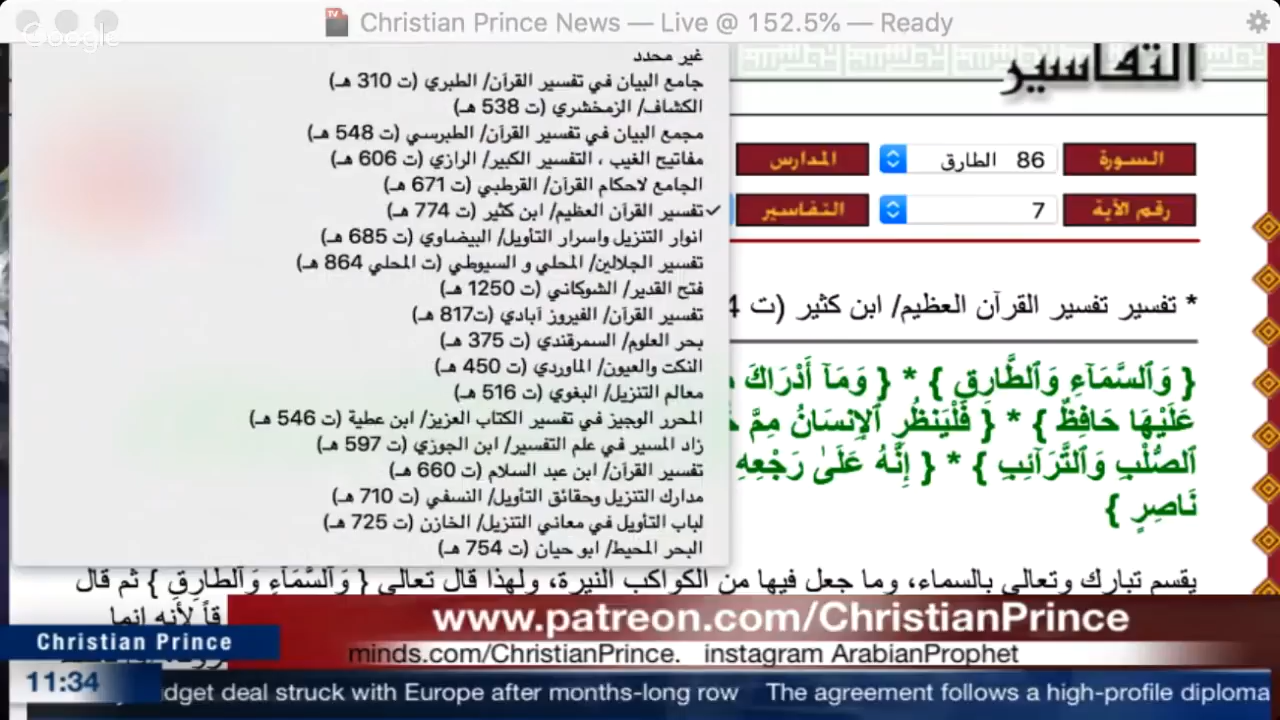 Christian Prince News — Live @ 152.5% — Ready
Google
غير محدد
جامع البيان في تفسير القرآن/ الطبري (ت 310 هـ)
الكشاف/ الزمخشري (ت 538 هـ)
مجمع البيان في تفسير القرآن/ الطبرسي (ت 548 هـ)
مفاتيح الغيب ، التفسير الكبير/ الرازي (ت 606 هـ)
الجامع لاحكام القرآن/ القرطبي (ت 671 هـ)
✓تفسير القرآن العظيم/ ابن كثير (ت 774 هـ)
انوار التنزيل واسرار التأويل/ البيضاوي (ت 685 هـ)
تفسير الجلالين/ المحلي و السيوطي (ت المحلي 864 هـ)
فتح القدير/ الشوكاني (ت 1250 هـ)
تفسير القرآن/ الفيروز آبادي (ت817 هـ)
بحر العلوم/ السمرقندي (ت 375 هـ)
النكت والعيون/ الماوردي (ت 450 هـ)
معالم التنزيل/ البغوي (ت 516 هـ)
المحرر الوجيز في تفسير الكتاب العزيز/ ابن عطية (ت 546 هـ)
زاد المسير في علم التفسير/ ابن الجوزي (ت 597 هـ)
تفسير القرآن/ ابن عبد السلام (ت 660 هـ)
مدارك التنزيل وحقائق التأويل/ النسفي (ت 710 هـ)
لباب التأويل في معاني التنزيل/ الخازن (ت 725 هـ)
البحر المحيط/ ابو حيان (ت 754 هـ)
التفاسير
السورة 86 الطارق المدارس
رقم الآية 7 التفاسير
* تفسير تفسير القرآن العظيم/ ابن كثير (ت
{ وَٱلسَّمَآءِ وَٱلطَّارِقِ } * { وَمَآ أَدْرَاكَ
عَلَيْهَا حَافِظٌ } * { فَلْيَنظُرِ ٱلإِنسَانُ مِمَّ
ٱلصُّلْبِ وَٱلتَّرَآئِبِ } * { إِنَّهُ عَلَىٰ رَجْعِهِ
نَاصِرٍ }
يقسم تبارك وتعالى بالسماء، وما جعل فيها من الكواكب النيرة، ولهذا قال تعالى { وَٱلسَّمَآءِ وَٱلطَّارِقِ } ثم قال
قاً لأنه إنما
www.patreon.com/ChristianPrince
Christian Prince
minds.com/ChristianPrince. instagram ArabianProphet
11:34
dget deal struck with Europe after months-long row The agreement follows a high-profile diploma